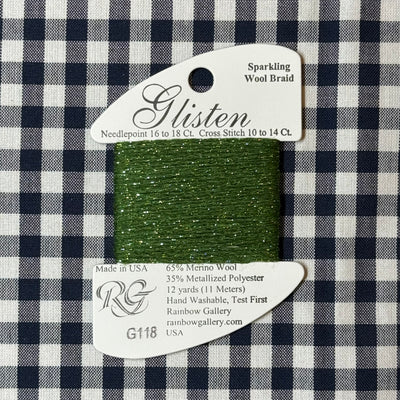 Sparkling
Wool Braid
Glisten
Needlepoint 16 to 18 Ct. Cross Stitch 10 to 14 Ct.
Made in USA
RG
G118
65% Merino Wool
35% Metallized Polyester
12 yards (11 Meters)
Hand Washable, Test First
Rainbow Gallery
rainbowgallery.com
USA